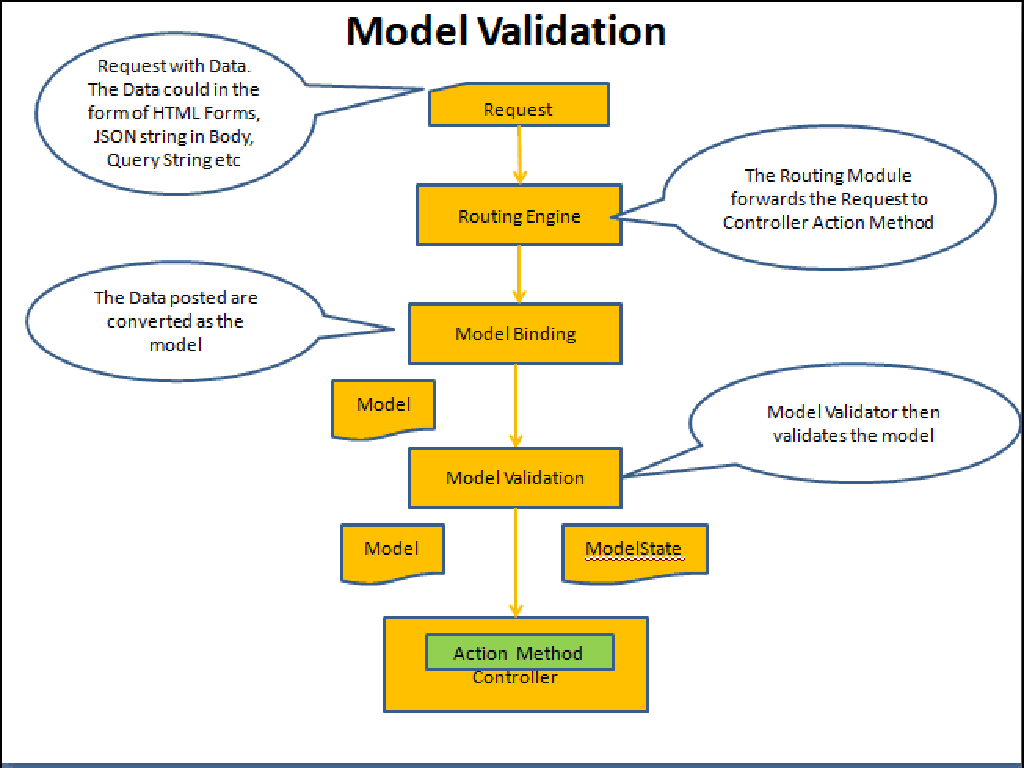 Model Validation
Request with Data.
The Data could in the
form of HTML Forms,
JSON string in Body,
Query String etc
Request
The Routing Module
forwards the Request to
Controller Action Method
Routing Engine
The Data posted are
converted as the
model
Model Binding
Model
Model Validator then
validates the model
Model Validation
Model
ModelState
Action Method
Controller